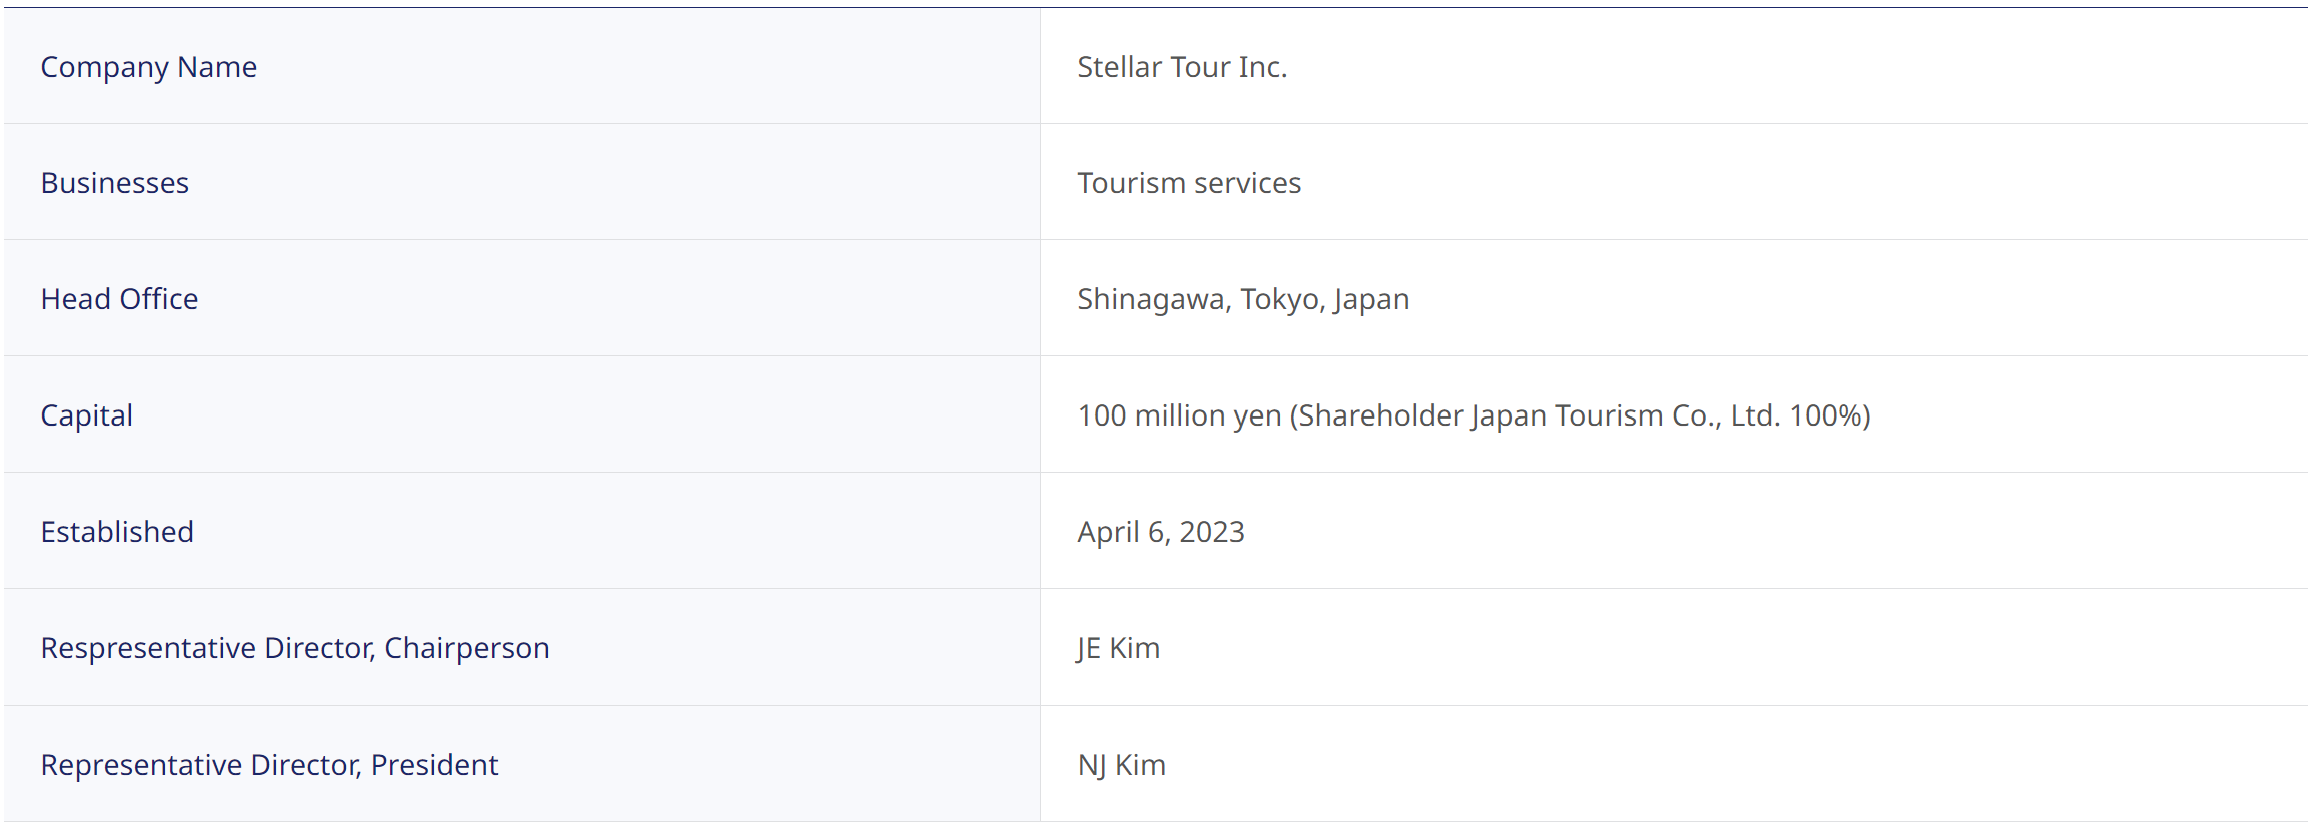 Company Name
Stellar Tour Inc.
Businesses
Tourism services
Head Office
Shinagawa, Tokyo, Japan
Capital
100 million yen (Shareholder Japan Tourism Co., Ltd. 100%)
Established
April 6, 2023
Respresentative Director, Chairperson
JE Kim
Representative Director, President
NJ Kim